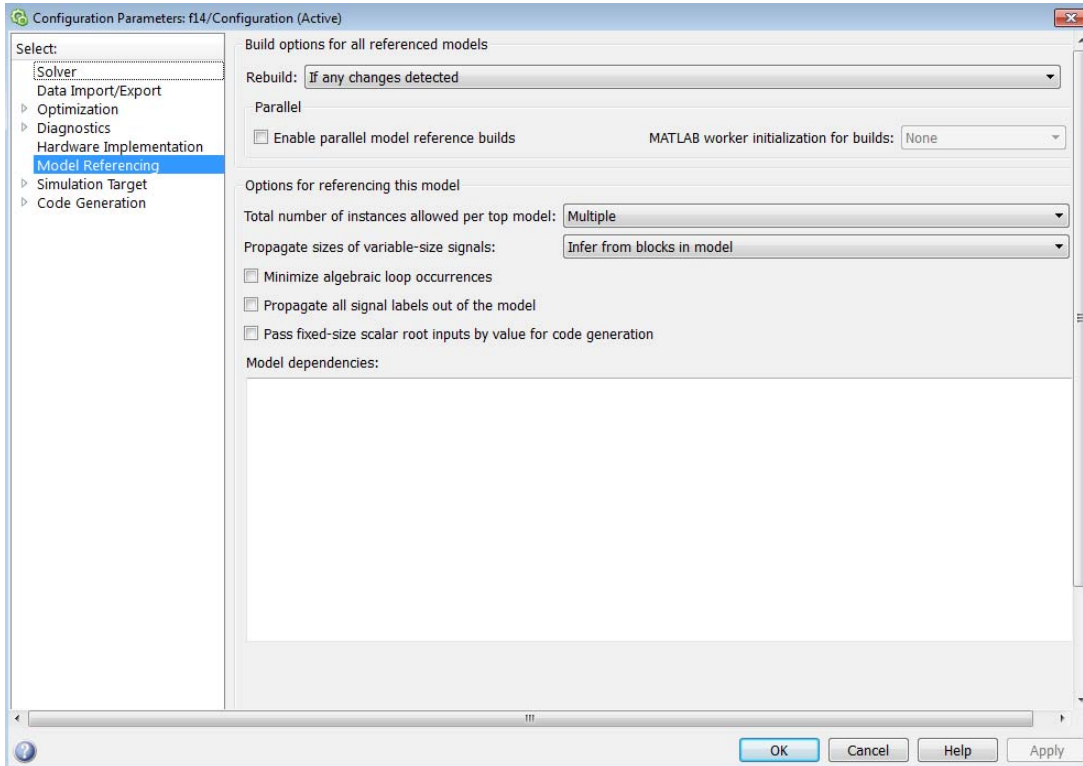 Configuration Parameters: f14/Configuration (Active)
Select:
Solver
Data Import/Export
Optimization
Diagnostics
Hardware Implementation
Model Referencing
Simulation Target
Code Generation
Build options for all referenced models
Rebuild: If any changes detected
Parallel
Enable parallel model reference builds MATLAB worker initialization for builds: None
Options for referencing this model
Total number of instances allowed per top model: Multiple
Propagate sizes of variable-size signals: Infer from blocks in model
Minimize algebraic loop occurrences
Propagate all signal labels out of the model
Pass fixed-size scalar root inputs by value for code generation
Model dependencies:
OK Cancel Help Apply